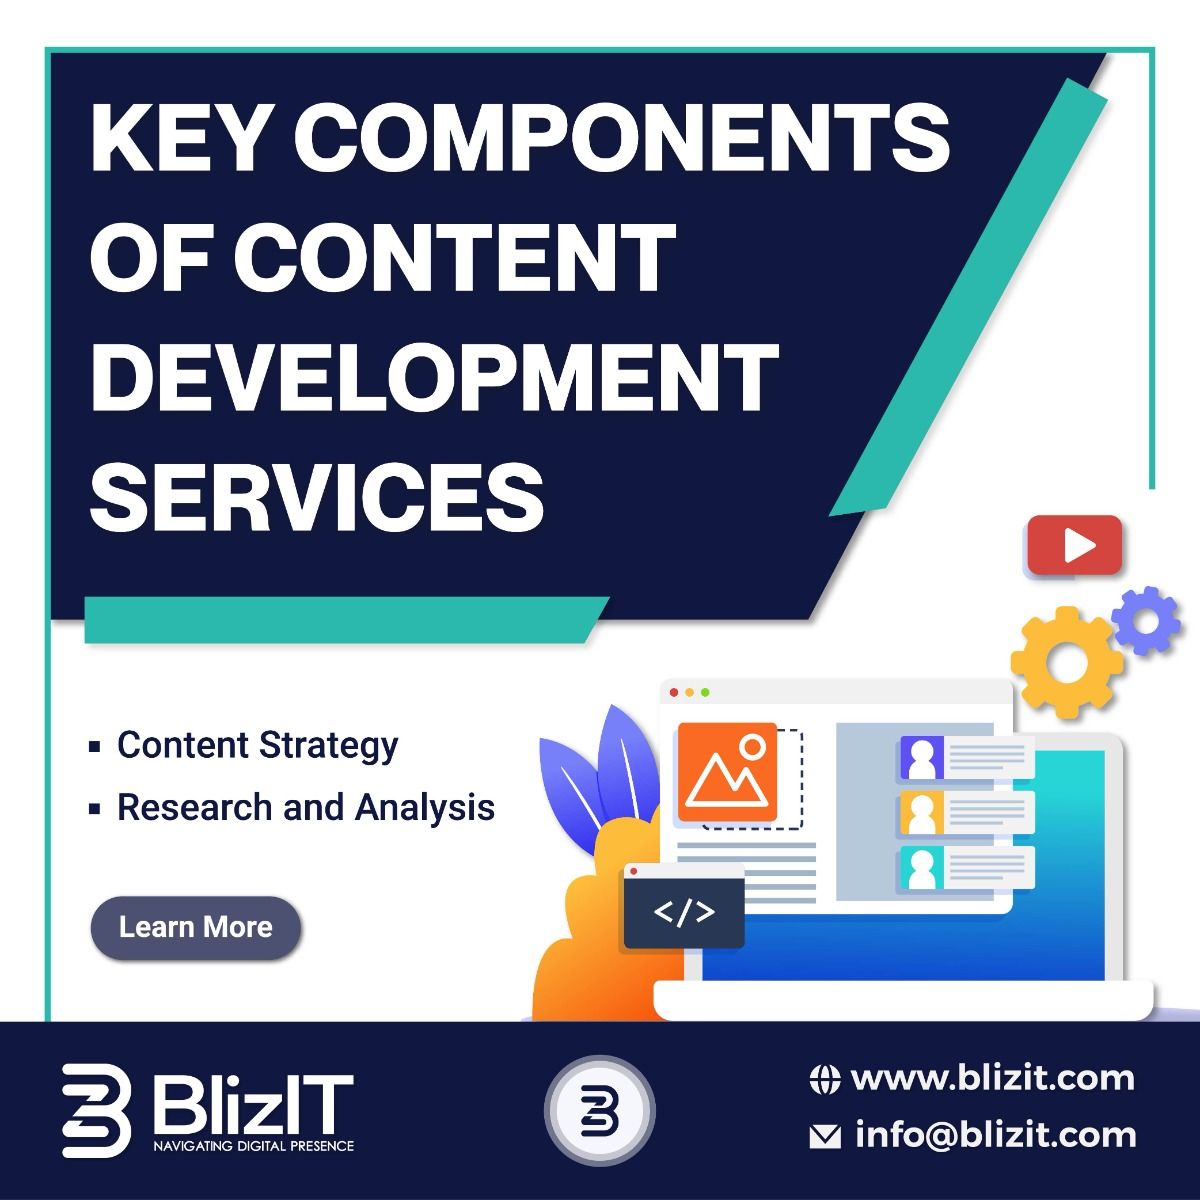 KEY COMPONENTS
OF CONTENT
DEVELOPMENT
SERVICES
▪ Content Strategy
▪ Research and Analysis
Learn More
</>
BlizIT
NAVIGATING DIGITAL PRESENCE
www.blizit.com
info@blizit.com